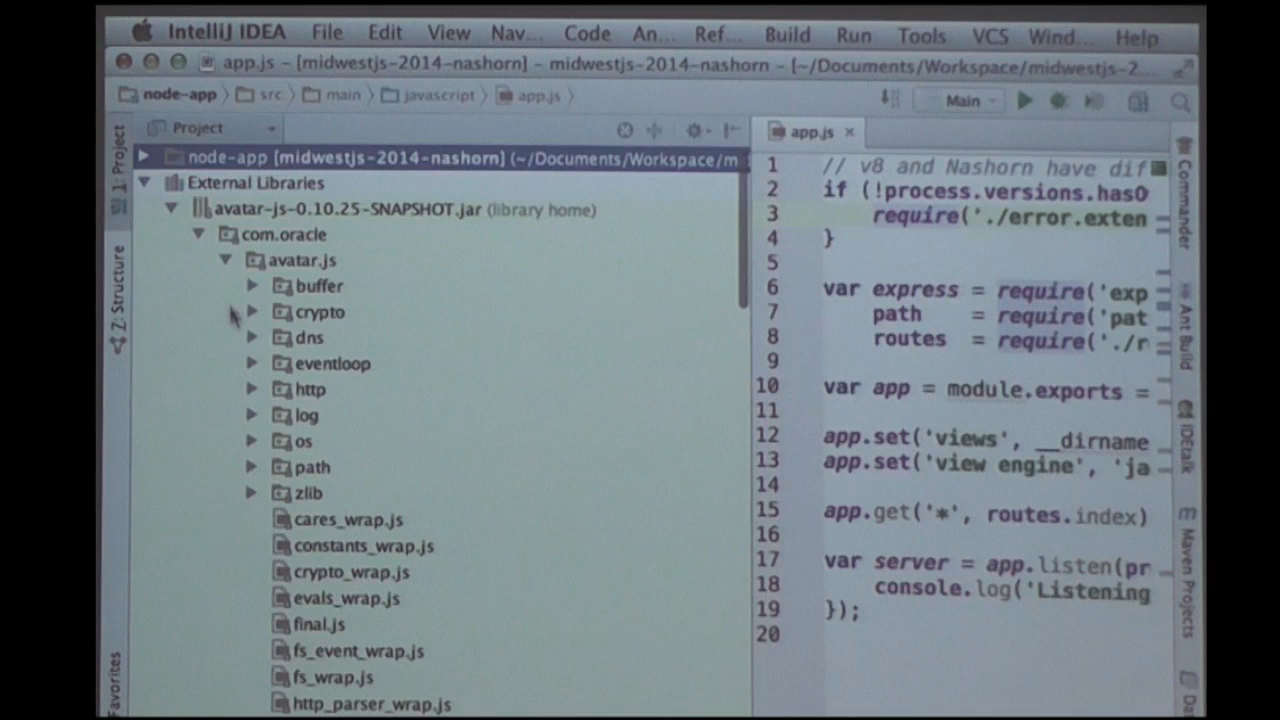 IntelliJ IDEA File Edit View Nav... Code An... Ref... Build Run Tools VCS Wind... Help
app.js – [midwestjs-2014-nashorn] – midwestjs-2014-nashorn – [~/Documents/Workspace/midwestjs-2...
node-app src main javascript app.js
Main
Project
app.js
1: Project
7: Structure
Favorites
node-app [midwestjs-2014-nashorn] (~/Documents/Workspace/m
External Libraries
avatar-js-0.10.25-SNAPSHOT.jar (library home)
com.oracle
avatar.js
buffer
crypto
dns
eventloop
http
log
os
path
zlib
cares_wrap.js
constants_wrap.js
crypto_wrap.js
evals_wrap.js
final.js
fs_event_wrap.js
fs_wrap.js
http_parser_wrap.js
1 // v8 and Nashorn have dif
2 if (!process.versions.hasO
3 require('./error.exten
4 }
5
6 var express = require('exp
7 path = require('pat
8 routes = require('./r
9
10 var app = module.exports =
11
12 app.set('views', __dirname
13 app.set('view engine', 'ja
14
15 app.get('*', routes.index)
16
17 var server = app.listen(pr
18 console.log('Listening
19 });
20
Commander
Ant Build
IDEtalk
Maven Projects
Da